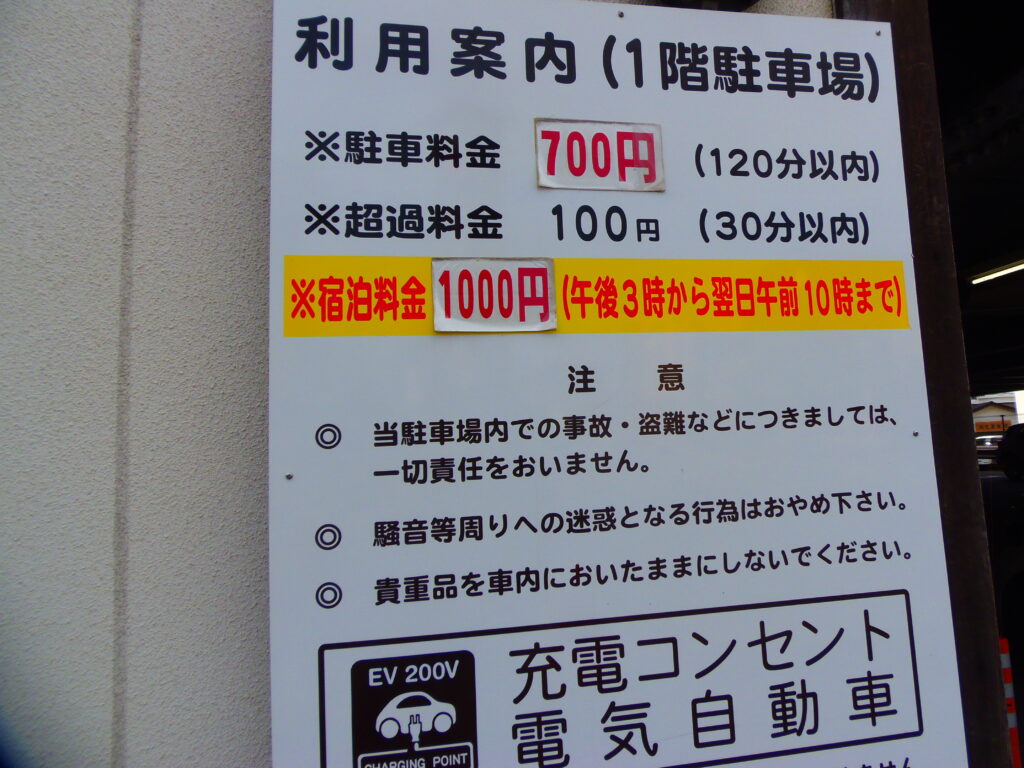 利用案内(1階駐車場)
※駐車料金 700円 (120分以内)
※超過料金 100円 (30分以内)
※宿泊料金 1000円 (午後3時から翌日午前10時まで)
注 意
◎ 当駐車場内での事故・盗難などにつきましては、
一切責任をおいません。
◎ 騒音等周りへの迷惑となる行為はおやめ下さい。
◎ 貴重品を車内においたままにしないでください。
EV 200V
CHARGING POINT
充電コンセント
電気自動車